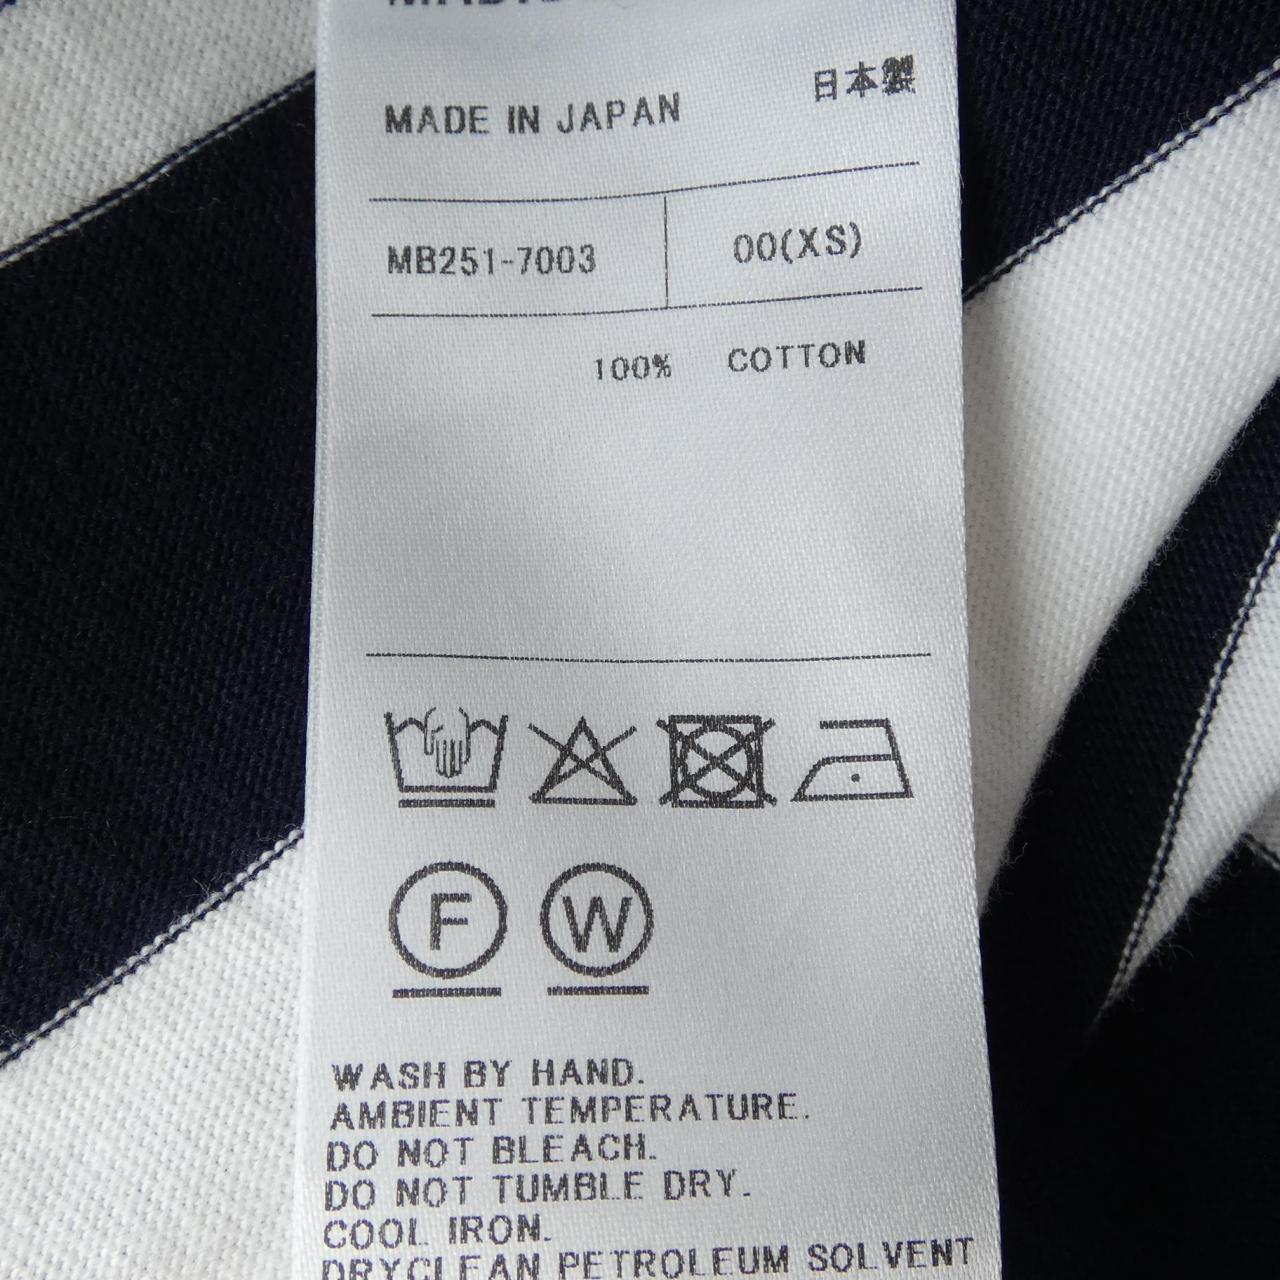 MADE IN JAPAN 日本製
MB251-7003 00(XS)
100% COTTON
F W
WASH BY HAND.
AMBIENT TEMPERATURE.
DO NOT BLEACH.
DO NOT TUMBLE DRY.
COOL IRON.
DRYCLEAN PETROLEUM SOLVENT